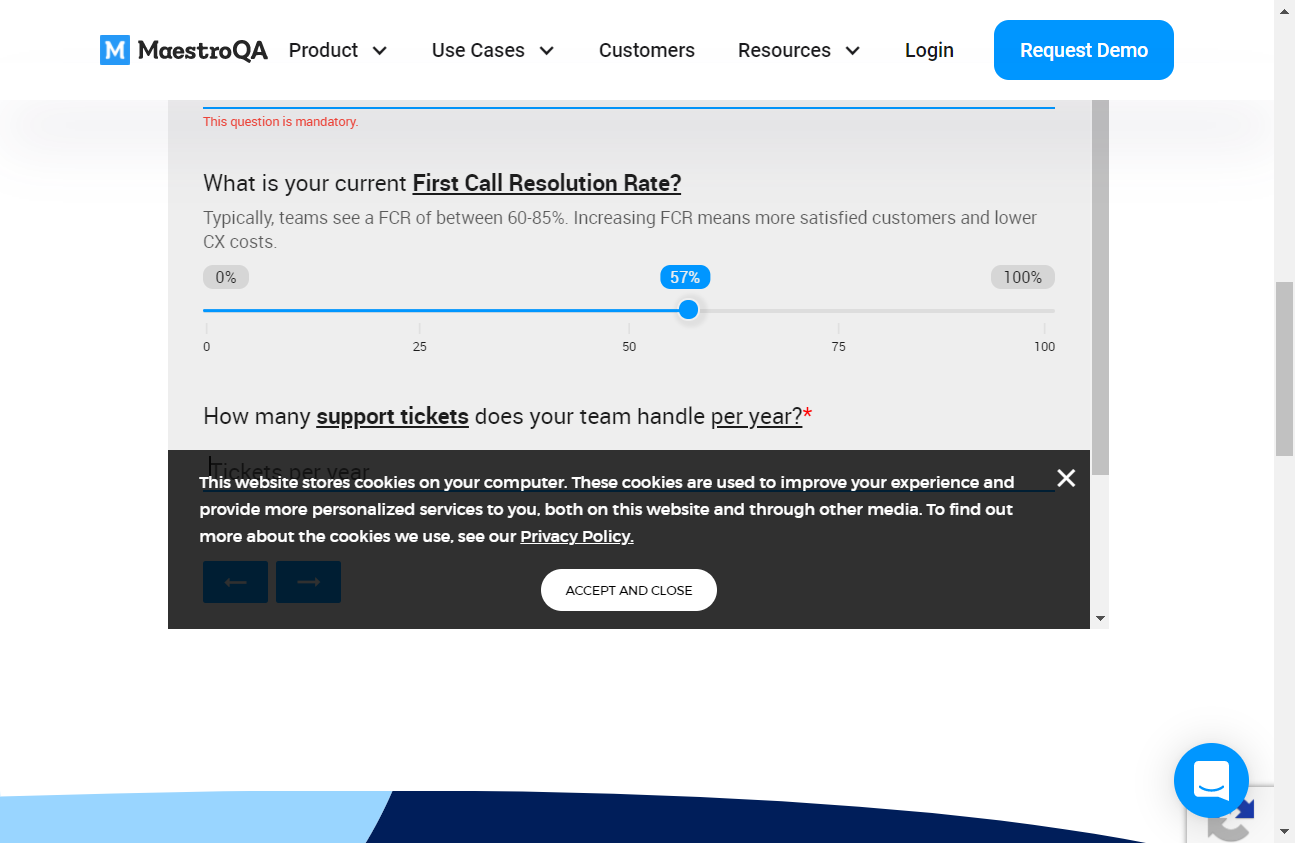 M MaestroQA Product Use Cases Customers Resources Login Request Demo
This question is mandatory.
What is your current First Call Resolution Rate?
Typically, teams see a FCR of between 60-85%. Increasing FCR means more satisfied customers and lower
CX costs.
0% 57% 100%
0 25 50 75 100
How many support tickets does your team handle per year?*
Tickets per year
This website stores cookies on your computer. These cookies are used to improve your experience and
provide more personalized services to you, both on this website and through other media. To find out
more about the cookies we use, see our Privacy Policy.
ACCEPT AND CLOSE